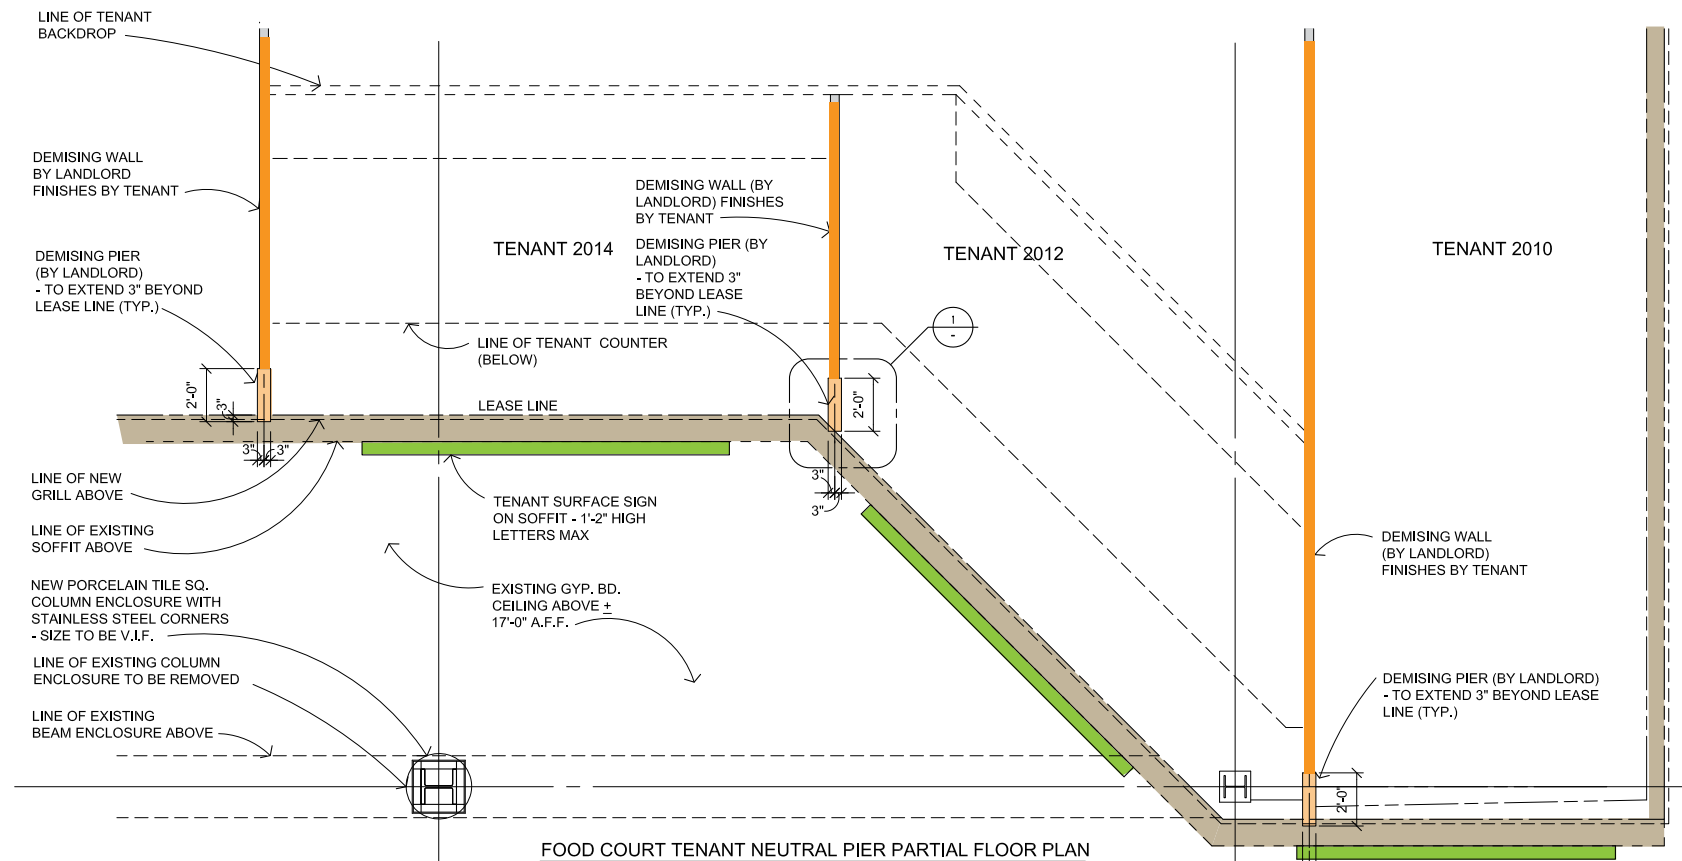 LINE OF TENANT
BACKDROP
DEMISING WALL
BY LANDLORD
FINISHES BY TENANT
DEMISING PIER
(BY LANDLORD)
- TO EXTEND 3" BEYOND
LEASE LINE (TYP.)
2'-0"
3"
3"
3"
LINE OF NEW
GRILL ABOVE
LINE OF EXISTING
SOFFIT ABOVE
NEW PORCELAIN TILE SQ.
COLUMN ENCLOSURE WITH
STAINLESS STEEL CORNERS
- SIZE TO BE V.I.F.
LINE OF EXISTING COLUMN
ENCLOSURE TO BE REMOVED
LINE OF EXISTING
BEAM ENCLOSURE ABOVE
TENANT 2014
DEMISING WALL (BY
LANDLORD) FINISHES
BY TENANT
DEMISING PIER (BY
LANDLORD)
- TO EXTEND 3"
BEYOND LEASE
LINE (TYP.)
LINE OF TENANT COUNTER
(BELOW)
LEASE LINE
TENANT SURFACE SIGN
ON SOFFIT - 1'-2" HIGH
LETTERS MAX
EXISTING GYP. BD.
CEILING ABOVE ±
17'-0" A.F.F.
2'-0"
3"
3"
1
-
TENANT 2012
TENANT 2010
DEMISING WALL
(BY LANDLORD)
FINISHES BY TENANT
DEMISING PIER (BY LANDLORD)
- TO EXTEND 3" BEYOND LEASE
LINE (TYP.)
2'-0"
FOOD COURT TENANT NEUTRAL PIER PARTIAL FLOOR PLAN